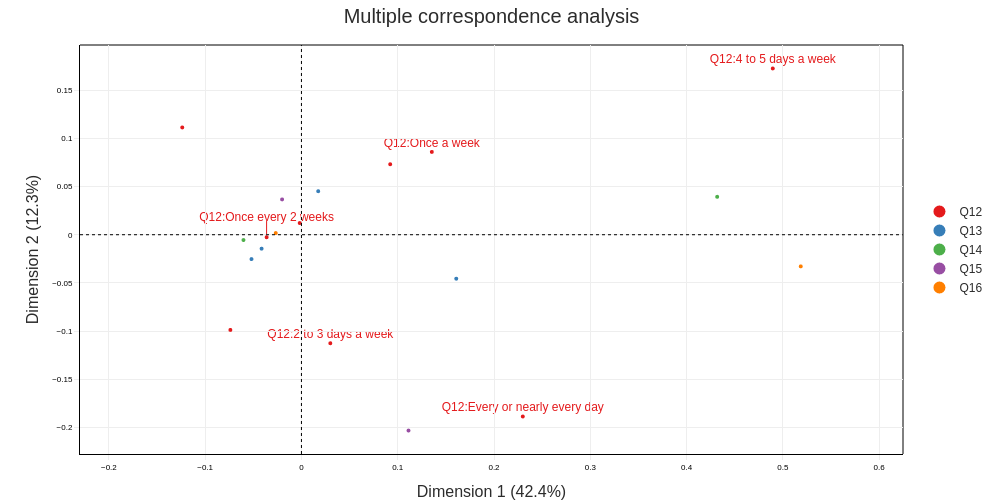 Multiple correspondence analysis
Q12:4 to 5 days a week
Q12:Once a week
Q12:Once every 2 weeks
Q12:2 to 3 days a week
Q12:Every or nearly every day
0.15
0.1
0.05
0
−0.05
−0.1
−0.15
−0.2
Dimension 2 (12.3%)
−0.2
−0.1
0
0.1
0.2
0.3
0.4
0.5
0.6
Dimension 1 (42.4%)
Q12
Q13
Q14
Q15
Q16